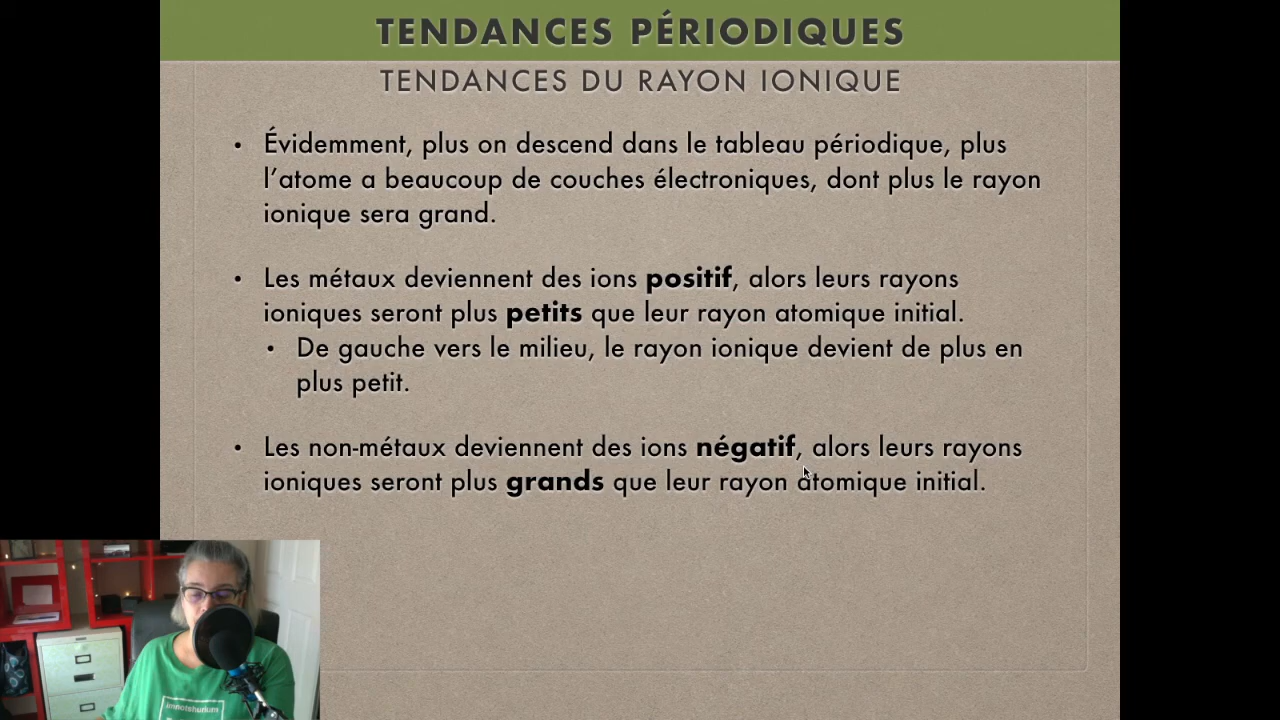 TENDANCES PÉRIODIQUES
TENDANCES DU RAYON IONIQUE
• Évidemment, plus on descend dans le tableau périodique, plus
l’atome a beaucoup de couches électroniques, dont plus le rayon
ionique sera grand.
• Les métaux deviennent des ions positif, alors leurs rayons
ioniques seront plus petits que leur rayon atomique initial.
• De gauche vers le milieu, le rayon ionique devient de plus en
plus petit.
• Les non-métaux deviennent des ions négatif, alors leurs rayons
ioniques seront plus grands que leur rayon atomique initial.